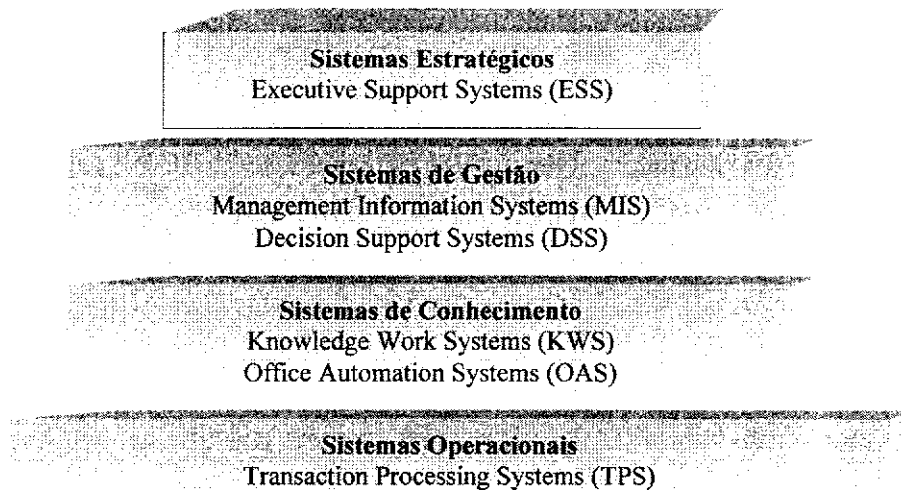 Sistemas Estratégicos
Executive Support Systems (ESS)
Sistemas de Gestão
Management Information Systems (MIS)
Decision Support Systems (DSS)
Sistemas de Conhecimento
Knowledge Work Systems (KWS)
Office Automation Systems (OAS)
Sistemas Operacionais
Transaction Processing Systems (TPS)